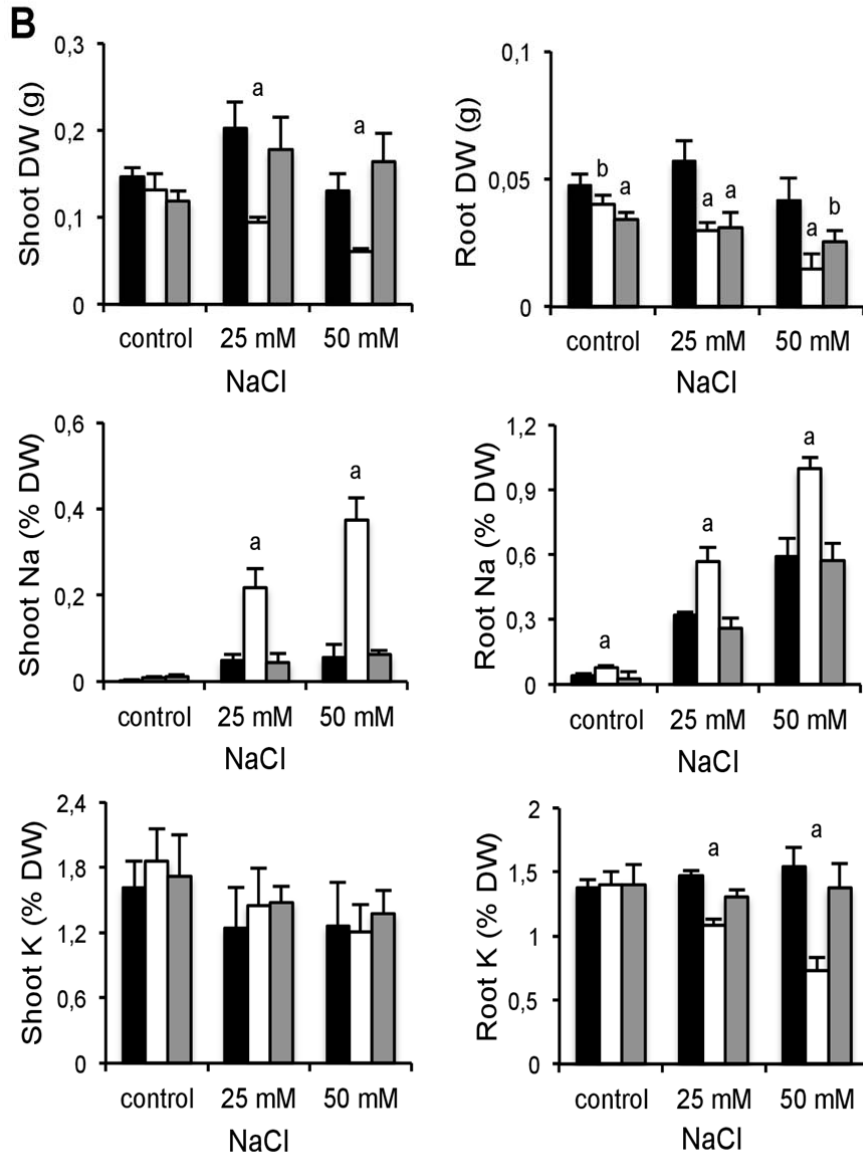 B
Shoot DW (g)
0,3
0,2
0,1
0
a
a
control 25 mM 50 mM
NaCl
Root DW (g)
0,1
0,05
0
b
a
a
a
a
b
control 25 mM 50 mM
NaCl
Shoot Na (% DW)
0,6
0,4
0,2
0
a
a
control 25 mM 50 mM
NaCl
Root Na (% DW)
1,2
0,9
0,6
0,3
0
a
a
a
control 25 mM 50 mM
NaCl
Shoot K (% DW)
2,4
1,8
1,2
0,6
0
control 25 mM 50 mM
NaCl
Root K (% DW)
2
1,5
1
0,5
0
a
a
control 25 mM 50 mM
NaCl